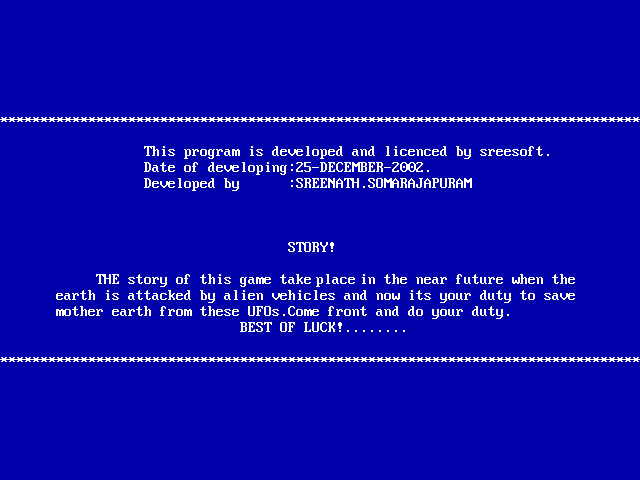 ********************************************************************************
This program is developed and licenced by sreesoft.
Date of developing:25-DECEMBER-2002.
Developed by      :SREENATH.SOMARAJAPURAM
STORY!
THE story of this game take place in the near future when the
earth is attacked by alien vehicles and now its your duty to save
mother earth from these UFOs.Come front and do your duty.
BEST OF LUCK!........
********************************************************************************